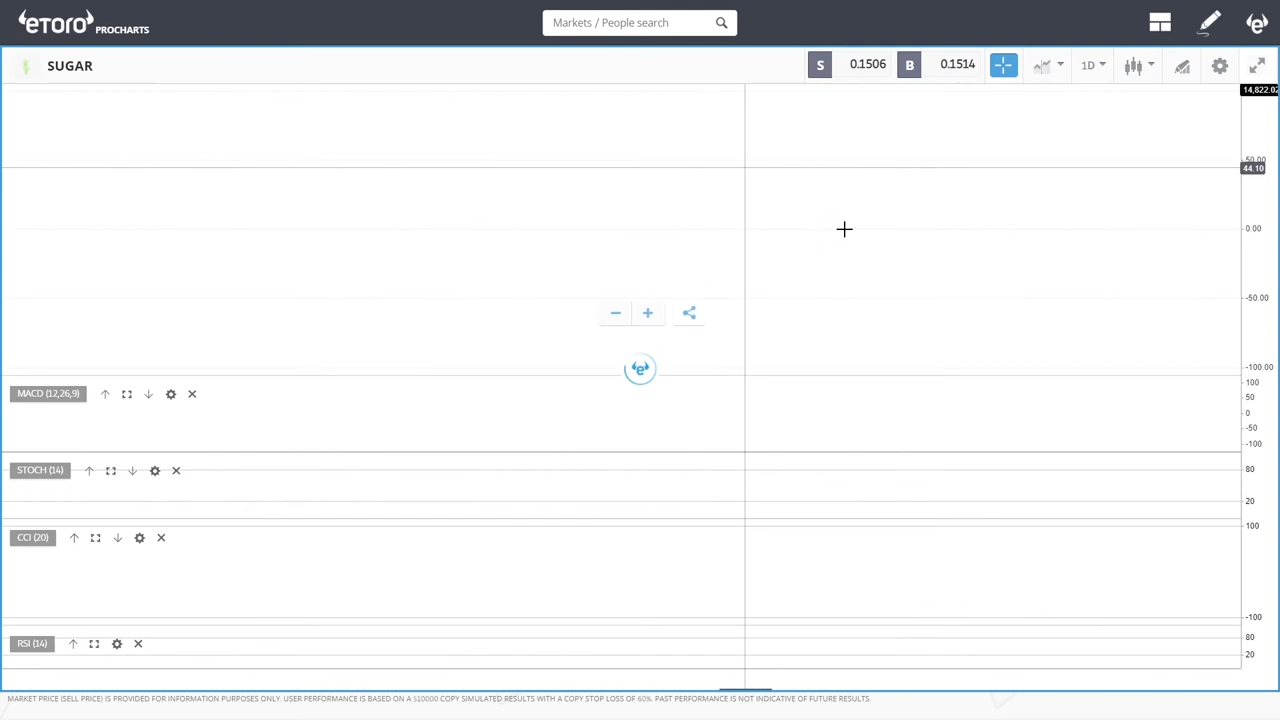 eToro PROCHARTS
Markets / People search
SUGAR
S 0.1506 B 0.1514
1D
14,822.02
50.00
44.10
0.00
-50.00
-100.00
MACD (12,26,9)
100
50
0
-50
-100
STOCH (14)
80
20
CCI (20)
100
-100
RSI (14)
80
20
MARKET PRICE (SELL PRICE) IS PROVIDED FOR INFORMATION PURPOSES ONLY. USER PERFORMANCE IS BASED ON A $10000 COPY SIMULATED RESULTS WITH A COPY STOP LOSS OF 60%. PAST PERFORMANCE IS NOT INDICATIVE OF FUTURE RESULTS.